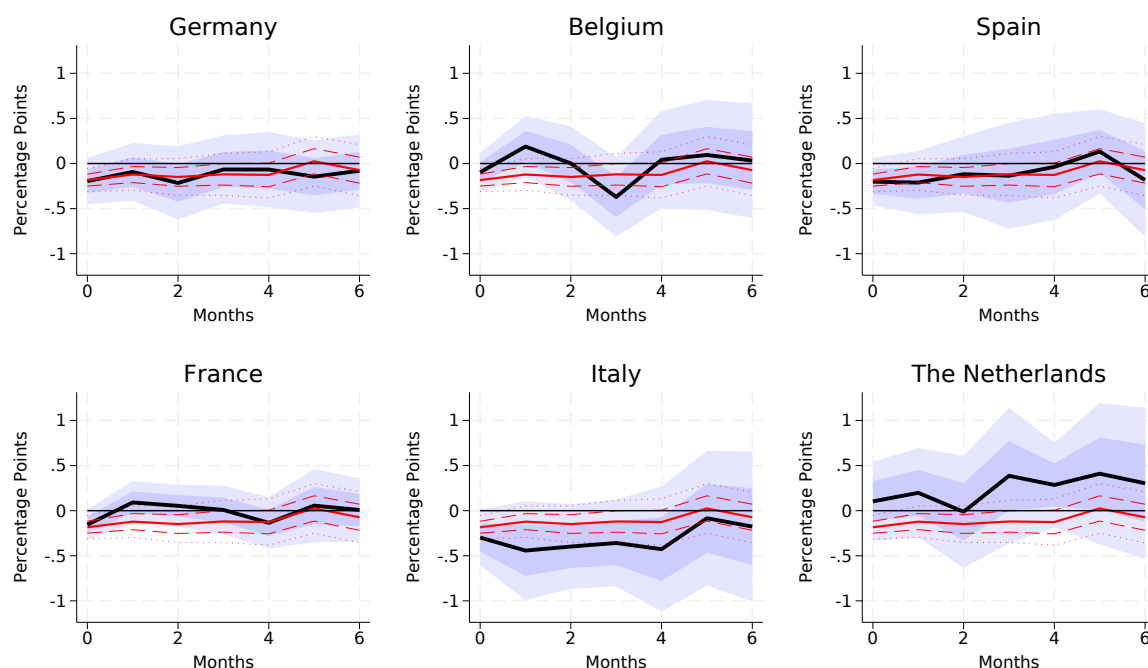 Germany
Percentage Points
1
.5
0
-.5
-1
0 2 4 6
Months
Belgium
Percentage Points
1
.5
0
-.5
-1
0 2 4 6
Months
Spain
Percentage Points
1
.5
0
-.5
-1
0 2 4 6
Months
France
Percentage Points
1
.5
0
-.5
-1
0 2 4 6
Months
Italy
Percentage Points
1
.5
0
-.5
-1
0 2 4 6
Months
The Netherlands
Percentage Points
1
.5
0
-.5
-1
0 2 4 6
Months